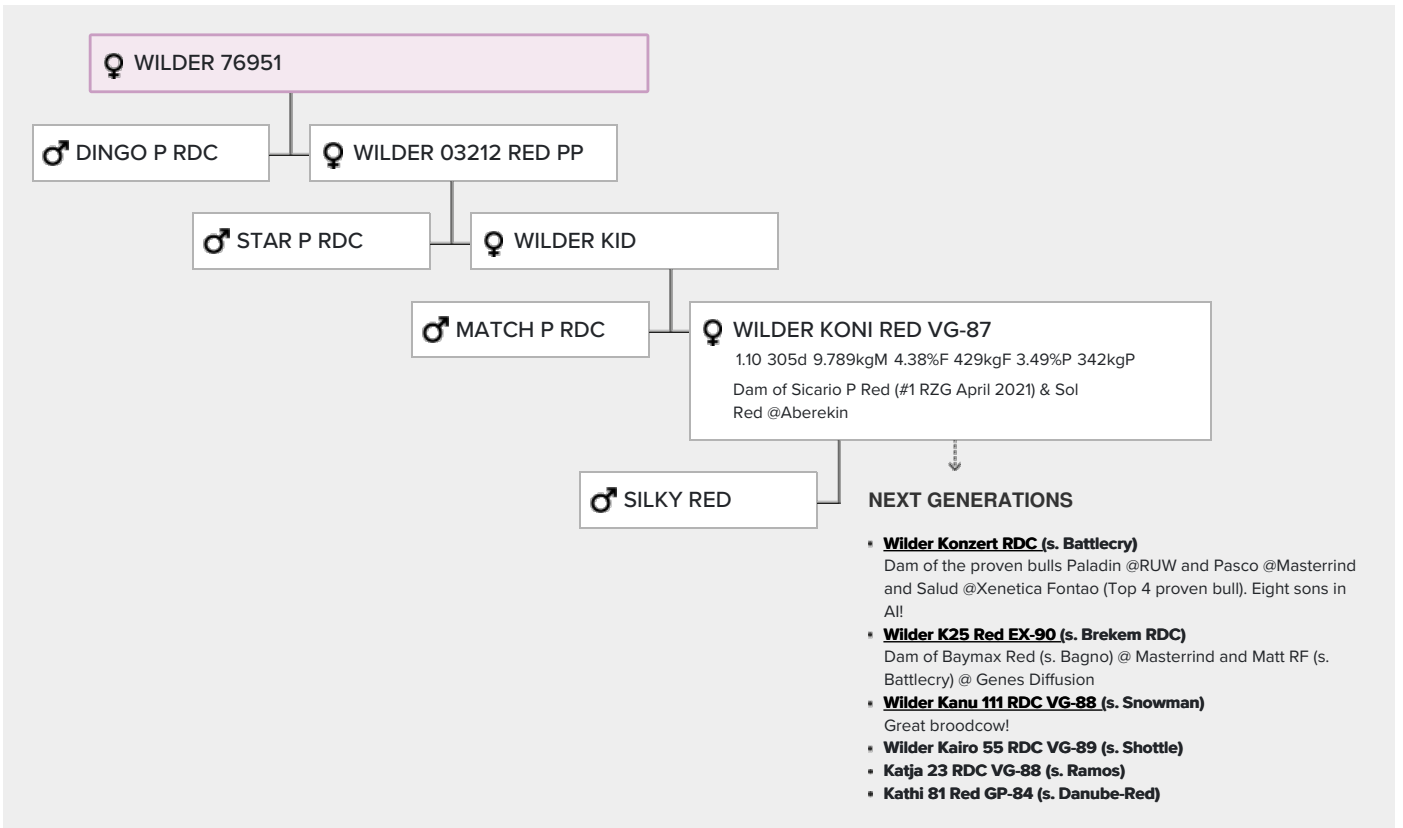 WILDER 76951
DINGO P RDC
WILDER 03212 RED PP
STAR P RDC
WILDER KID
MATCH P RDC
WILDER KONI RED VG-87
1.10 305d 9.789kgM 4.38%F 429kgF 3.49%P 342kgP
Dam of Sicario P Red (#1 RZG April 2021) & Sol
Red @Aberekin
SILKY RED
NEXT GENERATIONS
Wilder Konzert RDC (s. Battlecry)
Dam of the proven bulls Paladin @RUW and Pasco @Masterrind
and Salud @Xenetica Fontao (Top 4 proven bull). Eight sons in
AI!
Wilder K25 Red EX-90 (s. Brekem RDC)
Dam of Baymax Red (s. Bagno) @ Masterrind and Matt RF (s.
Battlecry) @ Genes Diffusion
Wilder Kanu 111 RDC VG-88 (s. Snowman)
Great broodcow!
Wilder Kairo 55 RDC VG-89 (s. Shottle)
Katja 23 RDC VG-88 (s. Ramos)
Kathi 81 Red GP-84 (s. Danube-Red)